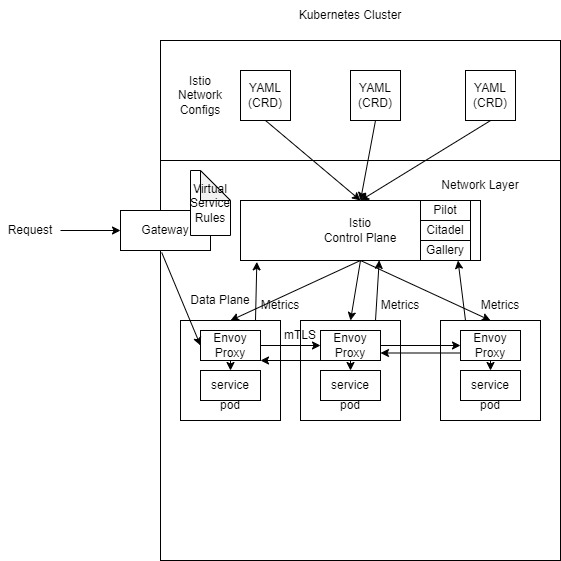 Kubernetes Cluster
Istio
Network
Configs
YAML
(CRD)
YAML
(CRD)
YAML
(CRD)
Network Layer
Virtual
Service
Rules
Istio
Control Plane
Pilot
Citadel
Gallery
Request
Gateway
Data Plane
Metrics
Metrics
Metrics
mTLS
Envoy
Proxy
service
pod
Envoy
Proxy
service
pod
Envoy
Proxy
service
pod